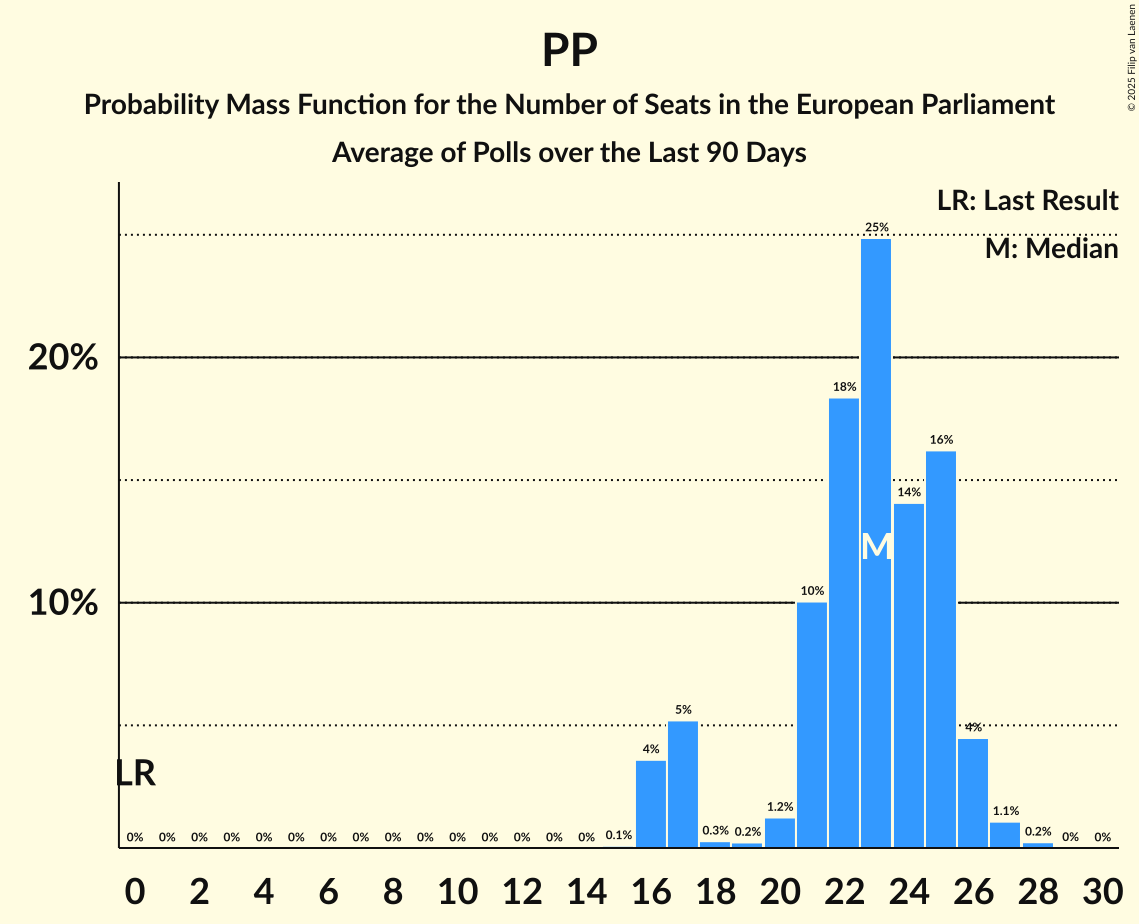 PP
Probability Mass Function for the Number of Seats in the European Parliament
Average of Polls over the Last 90 Days
© 2025 Filip van Laenen
LR: Last Result
M: Median
20%
10%
LR
M
0% 0% 0% 0% 0% 0% 0% 0% 0% 0% 0% 0% 0% 0% 0% 0.1% 4% 5% 0.3% 0.2% 1.2% 10% 18% 25% 14% 16% 4% 1.1% 0.2% 0% 0%
0 2 4 6 8 10 12 14 16 18 20 22 24 26 28 30